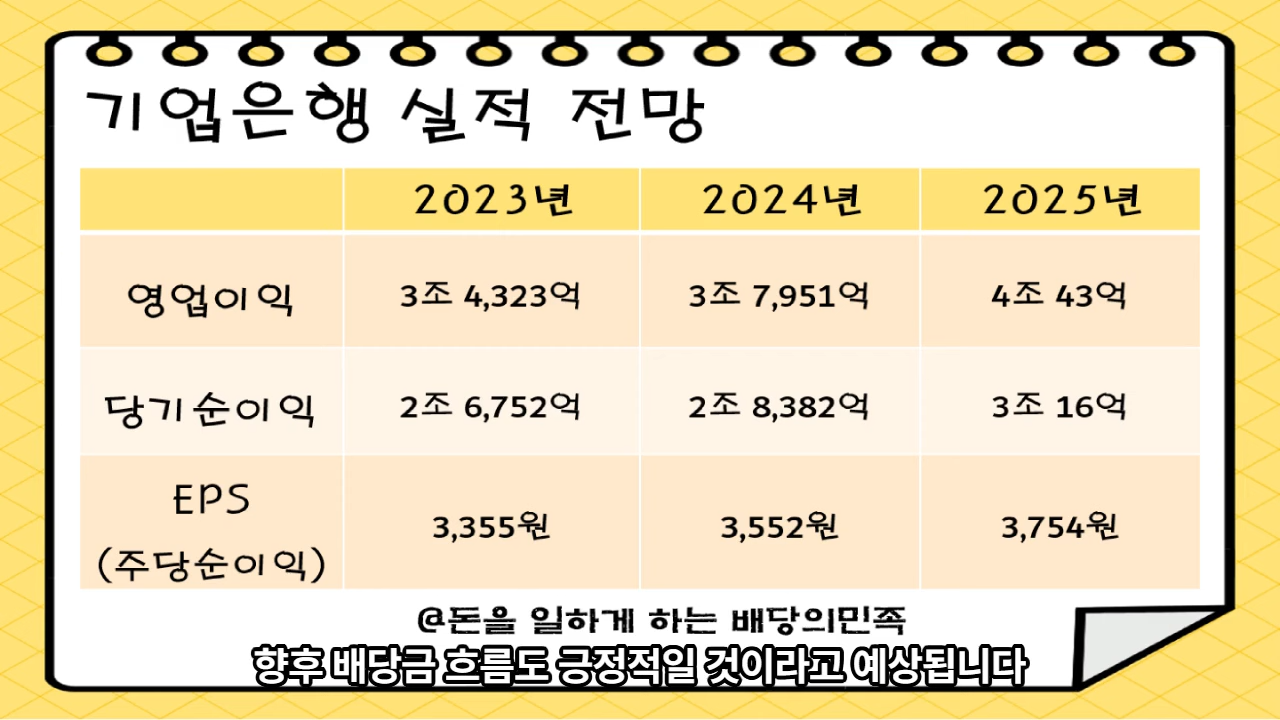 기업은행 실적 전망
2023년 2024년 2025년
영업이익 3조 4,323억 3조 7,951억 4조 43억
당기순이익 2조 6,752억 2조 8,382억 3조 16억
EPS
(주당순이익) 3,355원 3,552원 3,754원
@돈을 일하게 하는 배당의민족
향후 배당금 흐름도 긍정적일 것이라고 예상됩니다